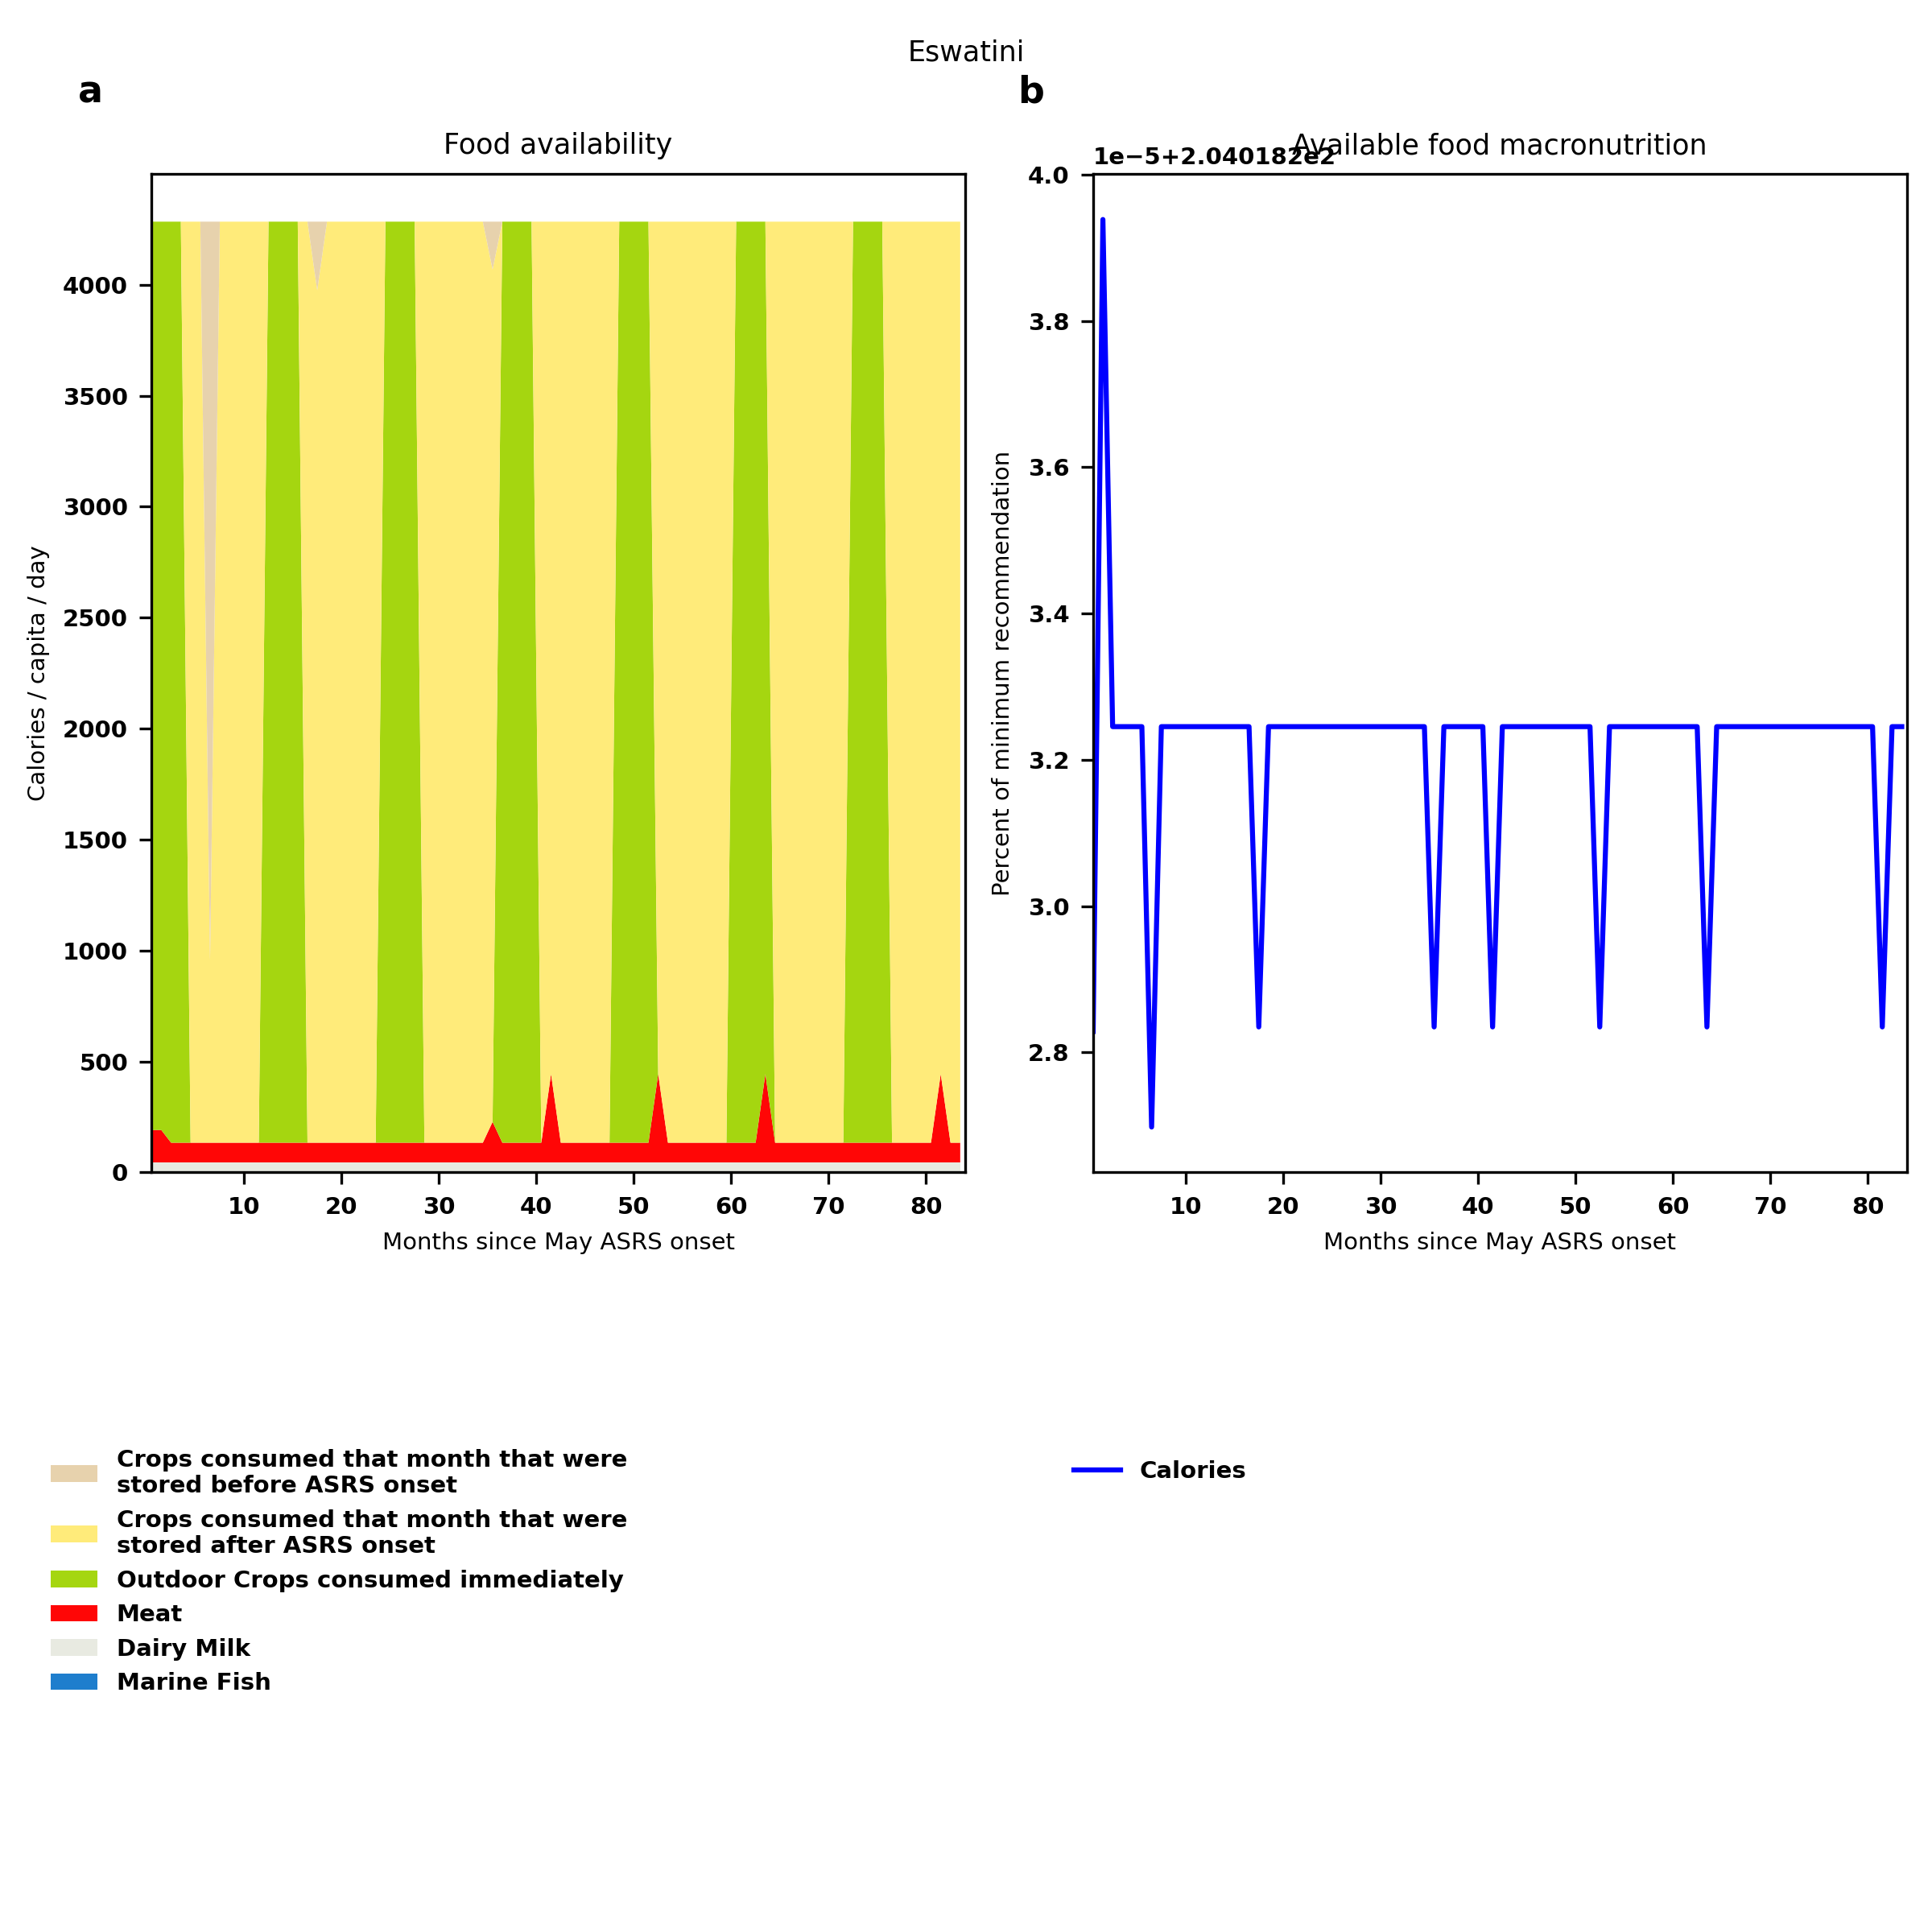 Eswatini
a
Food availability
4000
3500
3000
2500
2000
1500
1000
500
0
Calories / capita / day
10 20 30 40 50 60 70 80
Months since May ASRS onset
b
Available food macronutrition
1e−5+2.040182e2
4.0
3.8
3.6
3.4
3.2
3.0
2.8
Percent of minimum recommendation
10 20 30 40 50 60 70 80
Months since May ASRS onset
Crops consumed that month that were
stored before ASRS onset
Crops consumed that month that were
stored after ASRS onset
Outdoor Crops consumed immediately
Meat
Dairy Milk
Marine Fish
Calories